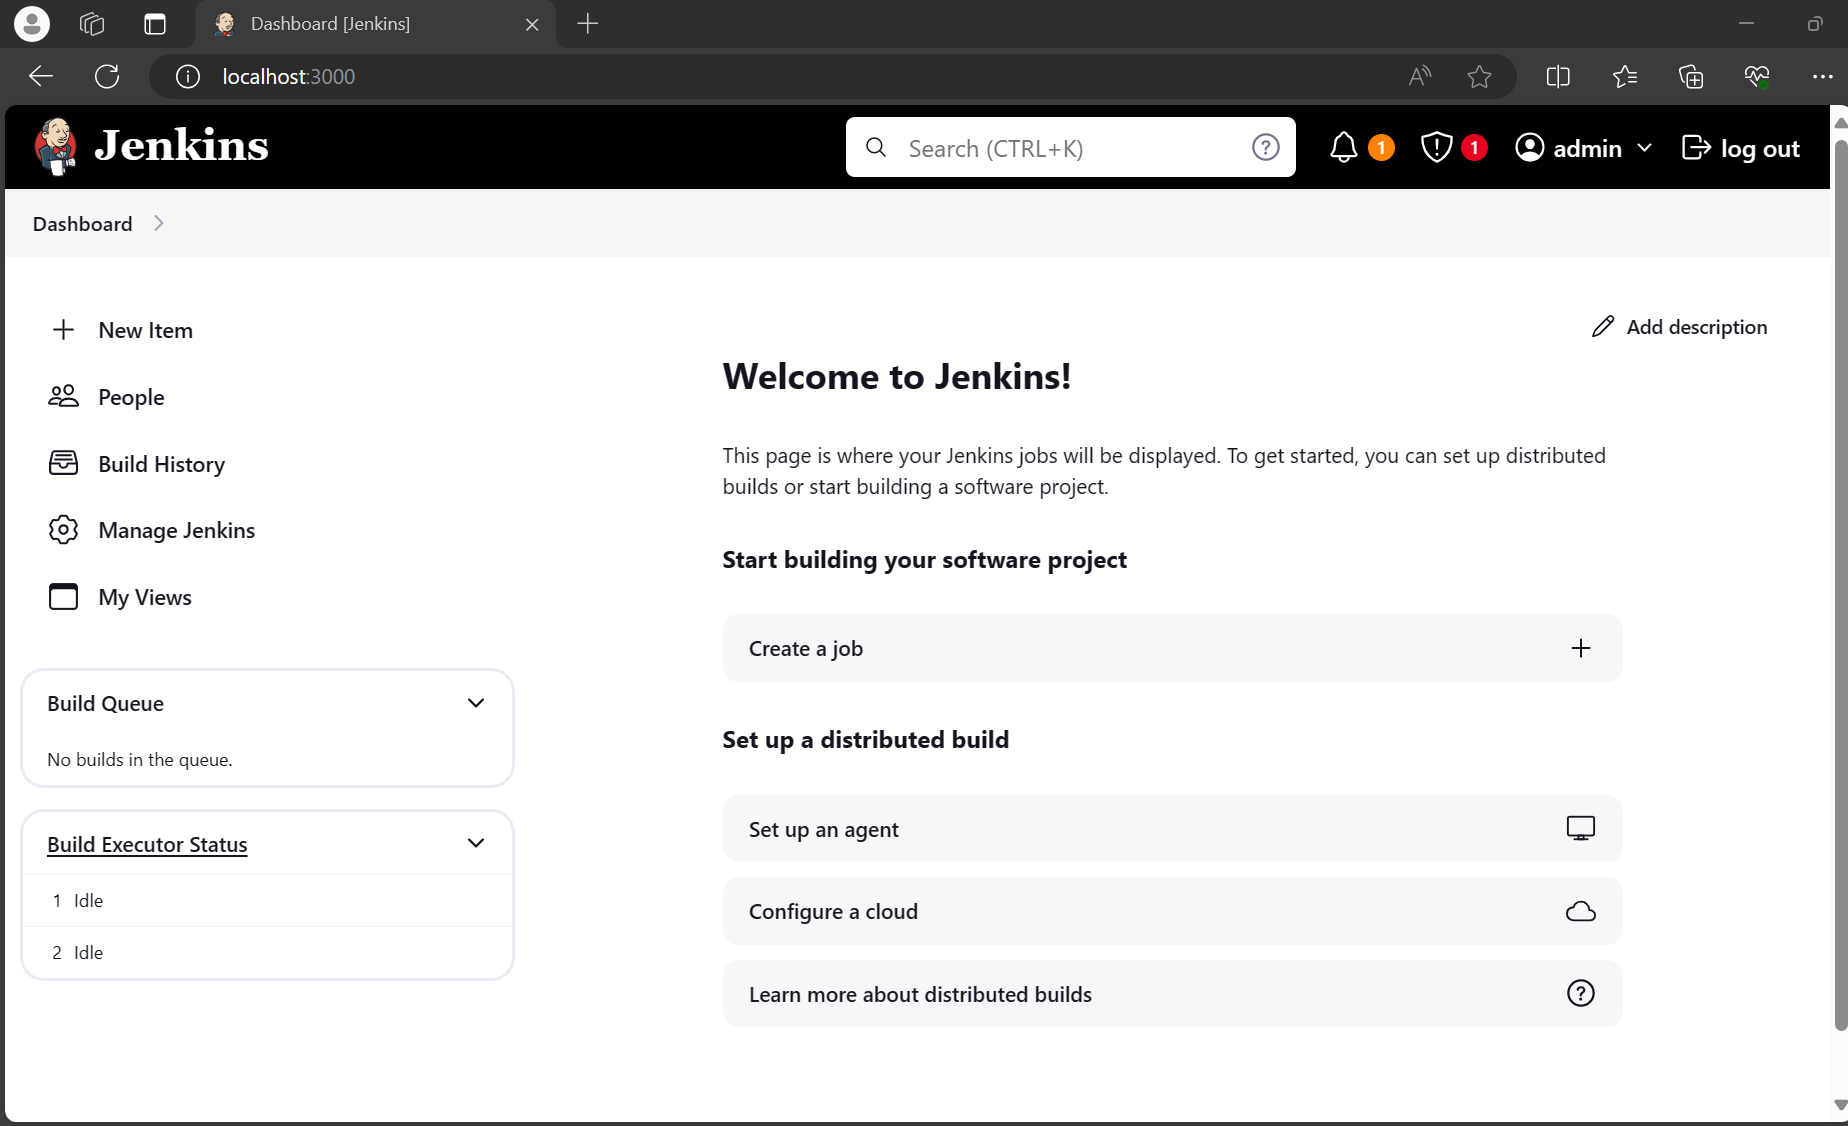 Dashboard [Jenkins]
localhost:3000
Jenkins
Search (CTRL+K)
1
1
admin
log out
Dashboard
New Item
People
Build History
Manage Jenkins
My Views
Build Queue
No builds in the queue.
Build Executor Status
1 Idle
2 Idle
Add description
Welcome to Jenkins!
This page is where your Jenkins jobs will be displayed. To get started, you can set up distributed
builds or start building a software project.
Start building your software project
Create a job
Set up a distributed build
Set up an agent
Configure a cloud
Learn more about distributed builds